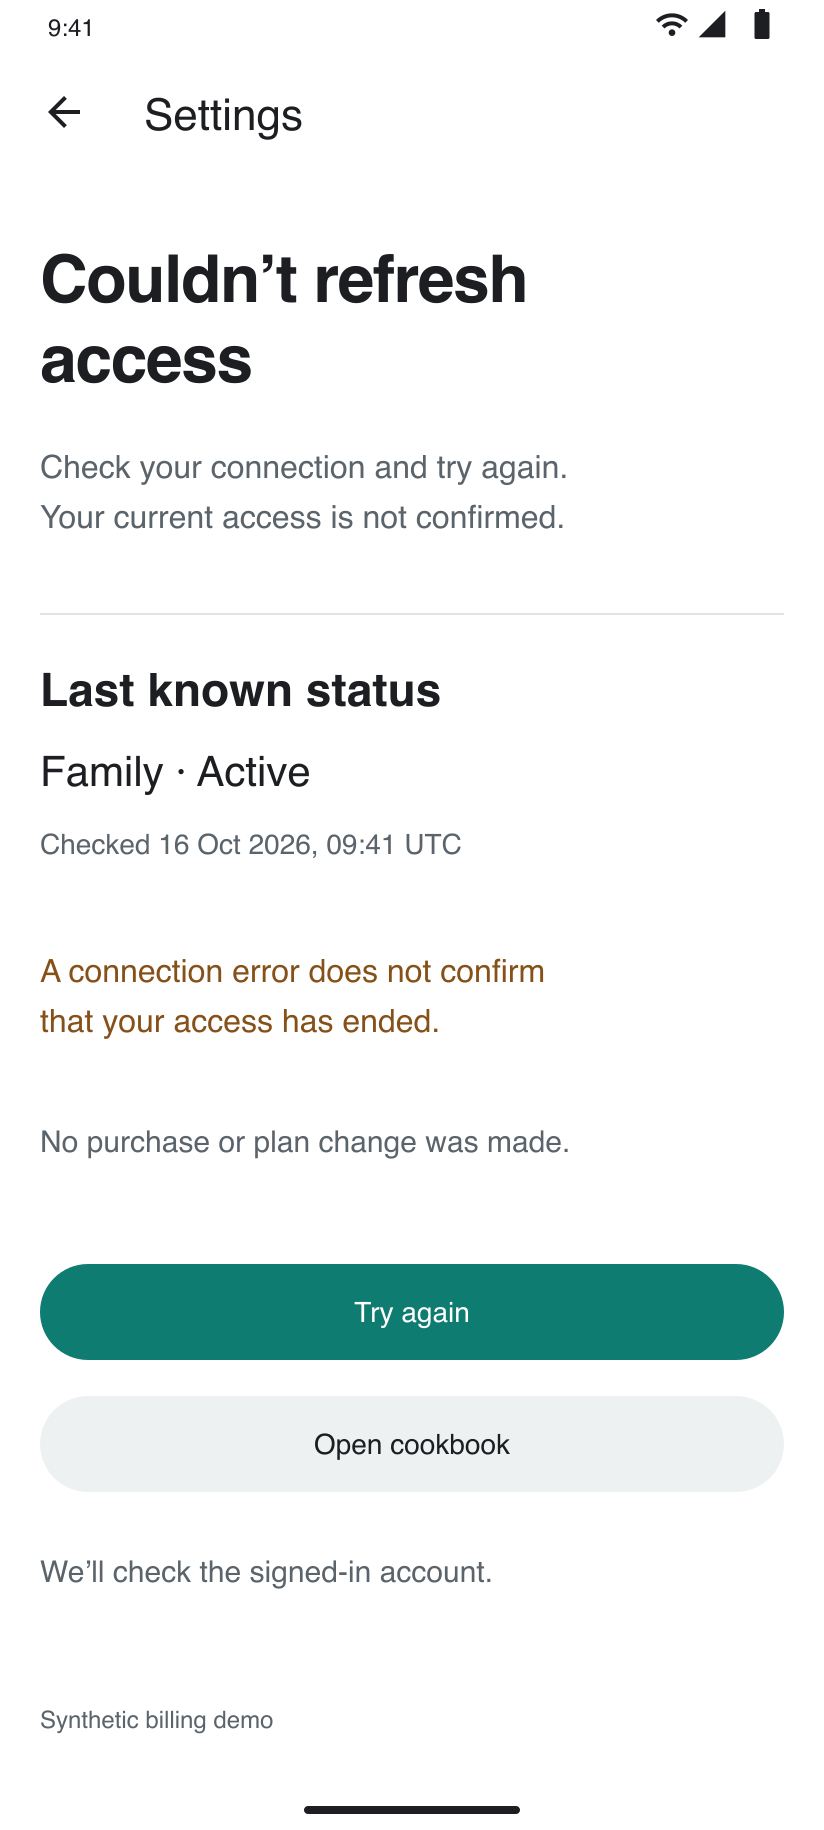 9:41
Settings
Couldn’t refresh
access
Check your connection and try again.
Your current access is not confirmed.
Last known status
Family · Active
Checked 16 Oct 2026, 09:41 UTC
A connection error does not confirm
that your access has ended.
No purchase or plan change was made.
Try again
Open cookbook
We’ll check the signed-in account.
Synthetic billing demo